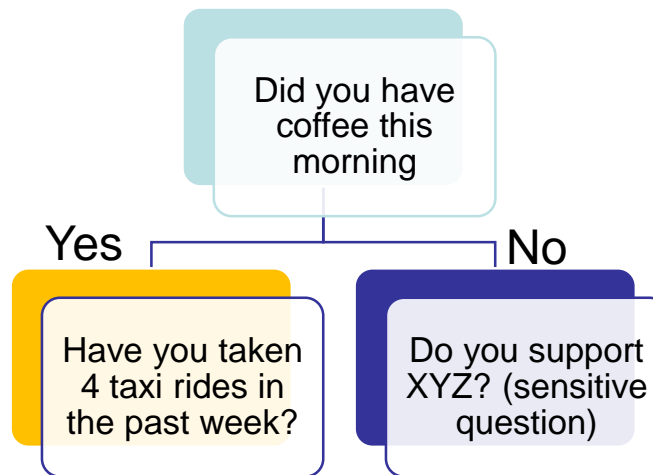 Did you have
coffee this
morning
Yes
No
Have you taken
4 taxi rides in
the past week?
Do you support
XYZ? (sensitive
question)